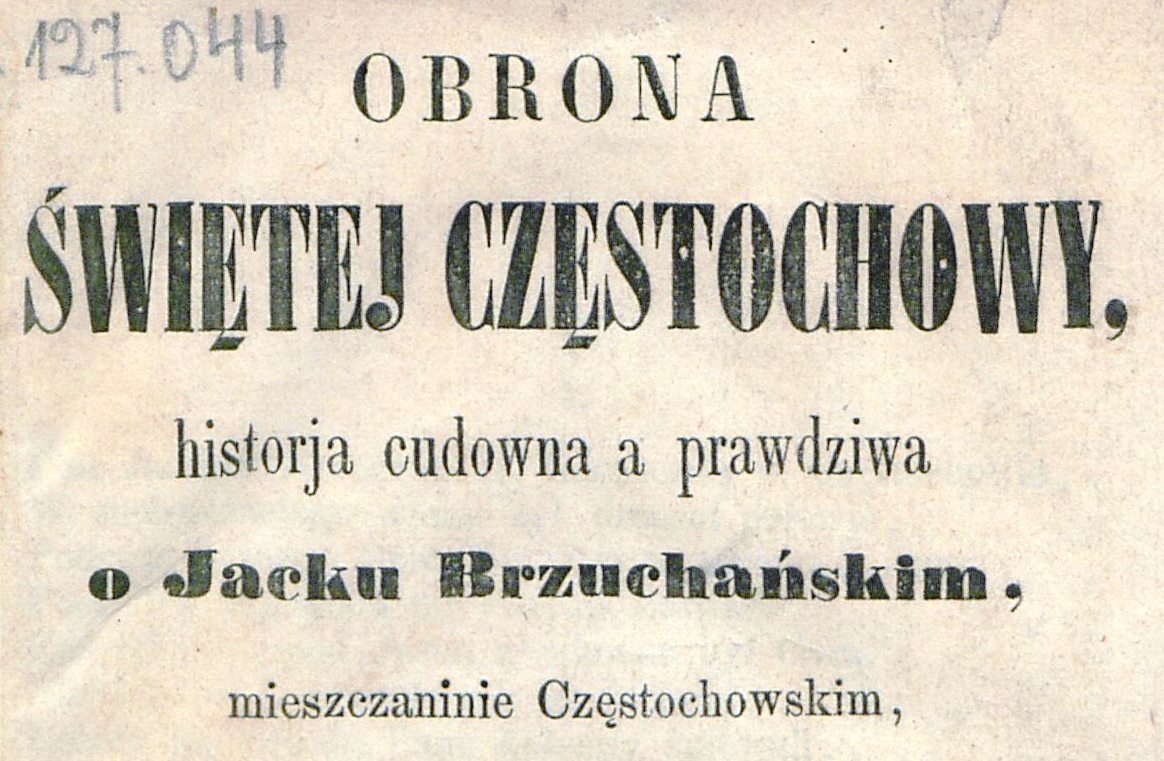 127.044
OBRONA
ŚWIĘTEJ CZĘSTOCHOWY,
historja cudowna a prawdziwa
o Jacku Brzuchańskim,
mieszczaninie Częstochowskim,